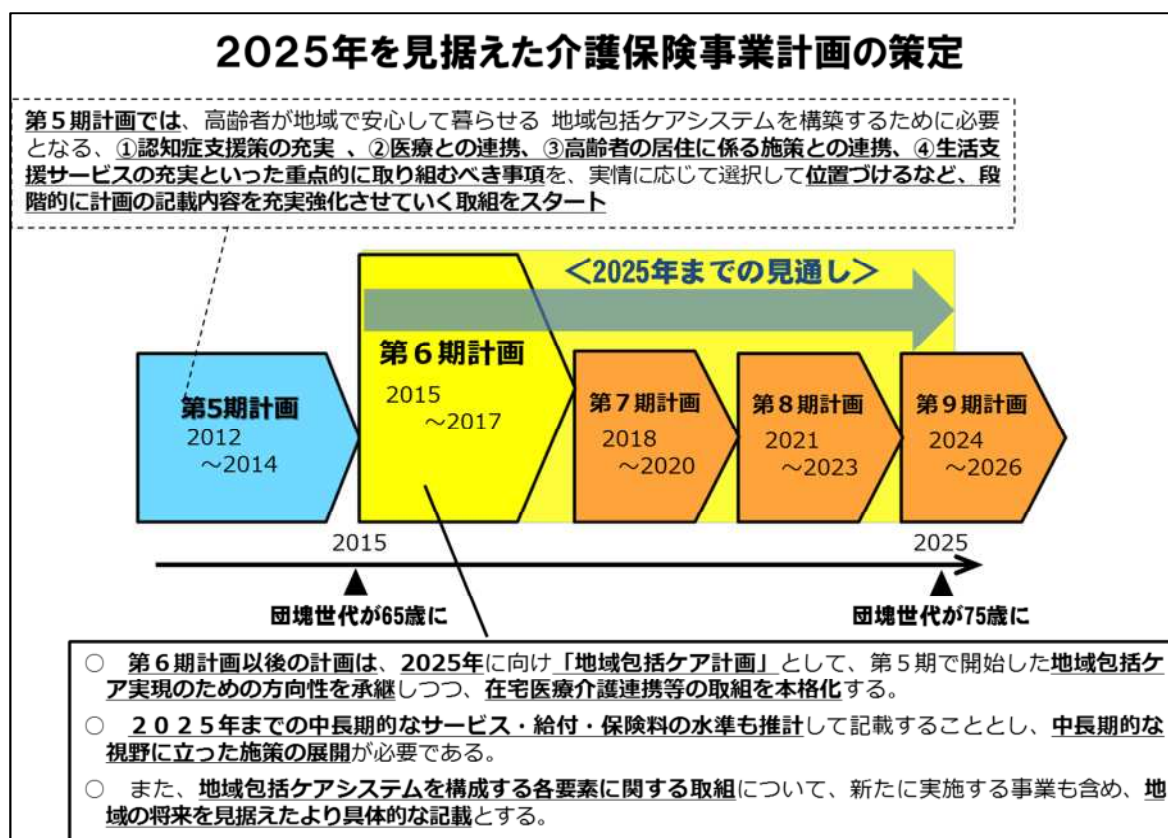 2025年を見据えた介護保険事業計画の策定
第5期計画では、高齢者が地域で安心して暮らせる 地域包括ケアシステムを構築するために必要
となる、①認知症支援策の充実 、②医療との連携、③高齢者の居住に係る施策との連携、④生活支
援サービスの充実といった重点的に取り組むべき事項を、実情に応じて選択して位置づけるなど、段
階的に計画の記載内容を充実強化させていく取組をスタート
＜2025年までの見通し＞
第5期計画
2012
～2014
第6期計画
2015
～2017
第7期計画
2018
～2020
第8期計画
2021
～2023
第9期計画
2024
～2026
2015
2025
▲
▲
団塊世代が65歳に
団塊世代が75歳に
○ 第6期計画以後の計画は、2025年に向け「地域包括ケア計画」として、第5期で開始した地域包括ケ
ア実現のための方向性を承継しつつ、在宅医療介護連携等の取組を本格化する。
○ 2025年までの中長期的なサービス・給付・保険料の水準も推計して記載することとし、中長期的な
視野に立った施策の展開が必要である。
○ また、地域包括ケアシステムを構成する各要素に関する取組について、新たに実施する事業も含め、地
域の将来を見据えたより具体的な記載とする。